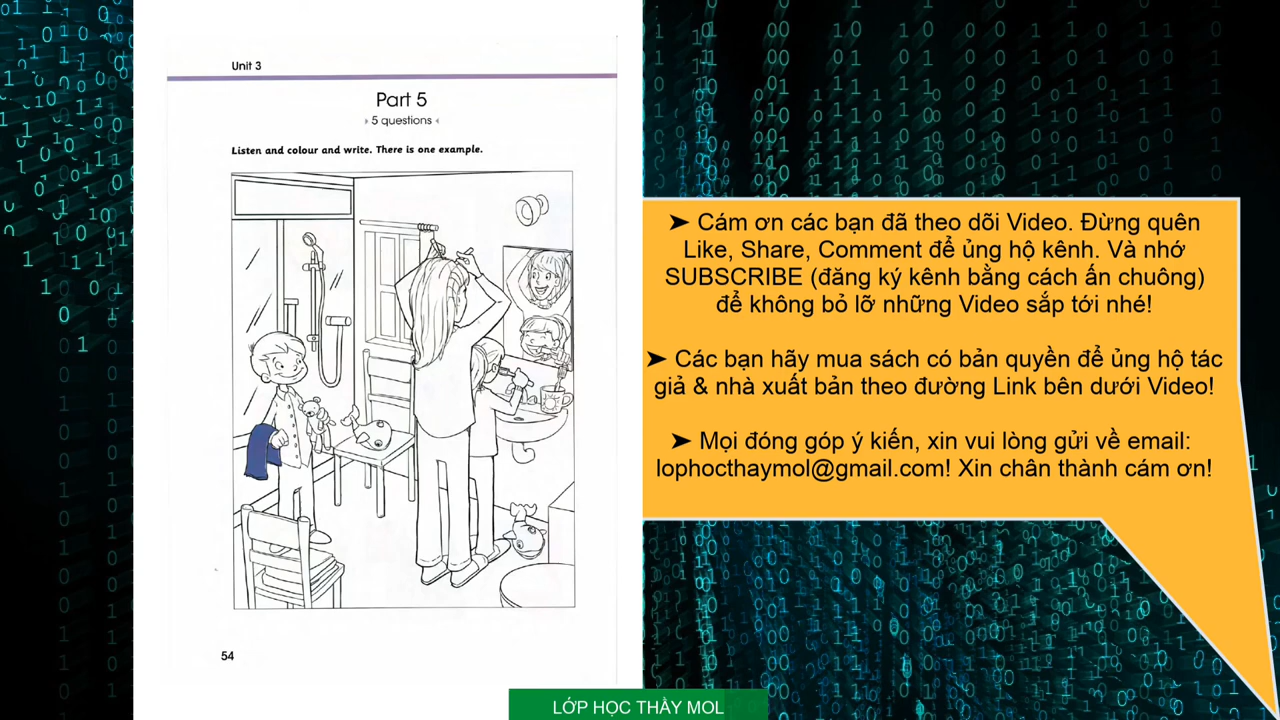 Unit 3
Part 5
5 questions
Listen and colour and write. There is one example.
54
➤ Cám ơn các bạn đã theo dõi Video. Đừng quên
Like, Share, Comment để ủng hộ kênh. Và nhớ
SUBSCRIBE (đăng ký kênh bằng cách ấn chuông)
để không bỏ lỡ những Video sắp tới nhé!
➤ Các bạn hãy mua sách có bản quyền để ủng hộ tác
giả & nhà xuất bản theo đường Link bên dưới Video!
➤ Mọi đóng góp ý kiến, xin vui lòng gửi về email:
lophocthaymol@gmail.com! Xin chân thành cám ơn!
LỚP HỌC THẦY MOL